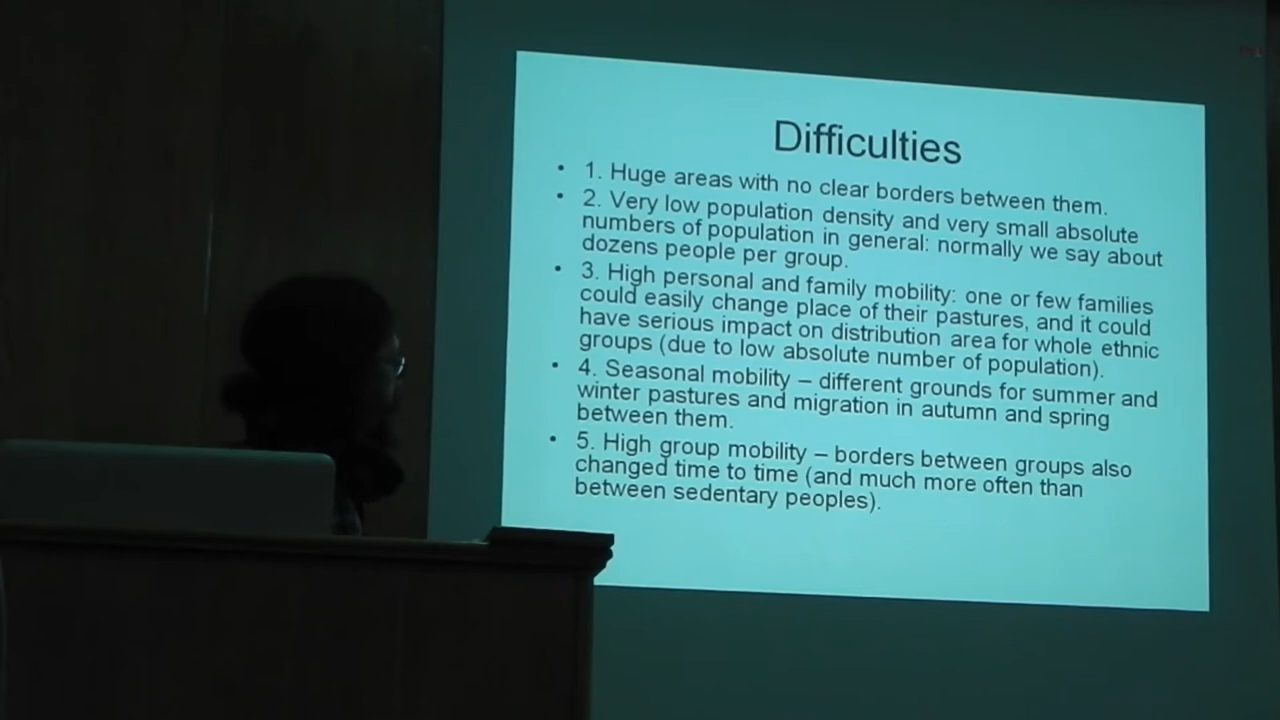 Difficulties
• 1. Huge areas with no clear borders between them.
• 2. Very low population density and very small absolute
numbers of population in general: normally we say about
dozens people per group.
• 3. High personal and family mobility: one or few families
could easily change place of their pastures, and it could
have serious impact on distribution area for whole ethnic
groups (due to low absolute number of population).
• 4. Seasonal mobility – different grounds for summer and
winter pastures and migration in autumn and spring
between them.
• 5. High group mobility – borders between groups also
changed time to time (and much more often than
between sedentary peoples).